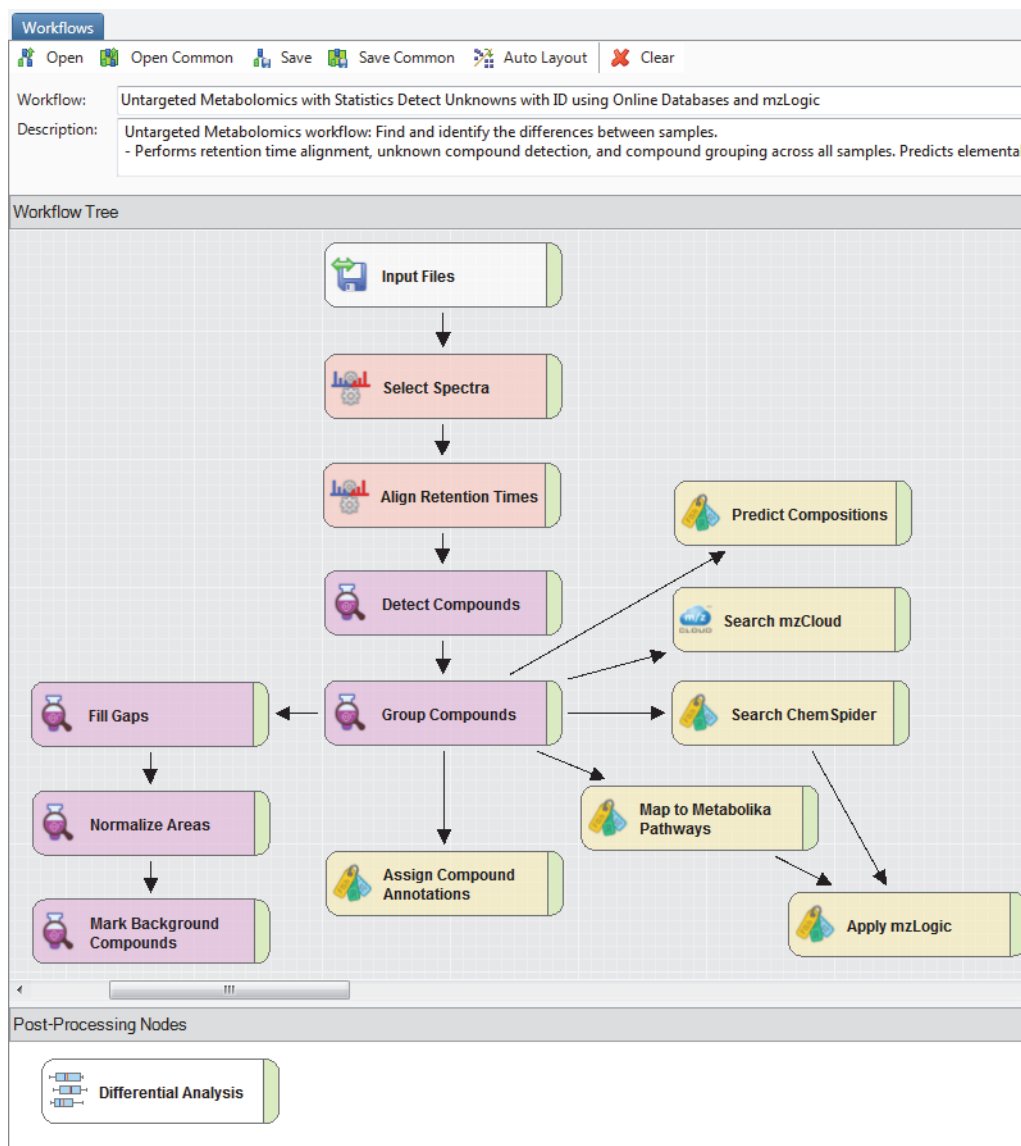 Workflows
Open Open Common Save Save Common Auto Layout Clear
Workflow: Untargeted Metabolomics with Statistics Detect Unknowns with ID using Online Databases and mzLogic
Description: Untargeted Metabolomics workflow: Find and identify the differences between samples.
- Performs retention time alignment, unknown compound detection, and compound grouping across all samples. Predicts elemental
Workflow Tree
Input Files
Select Spectra
Align Retention Times
Predict Compositions
Detect Compounds
m/z CLOUD
Search mzCloud
Fill Gaps
Group Compounds
Search ChemSpider
Normalize Areas
Map to Metabolika
Pathways
Assign Compound
Annotations
Mark Background
Compounds
Apply mzLogic
Post-Processing Nodes
Differential Analysis